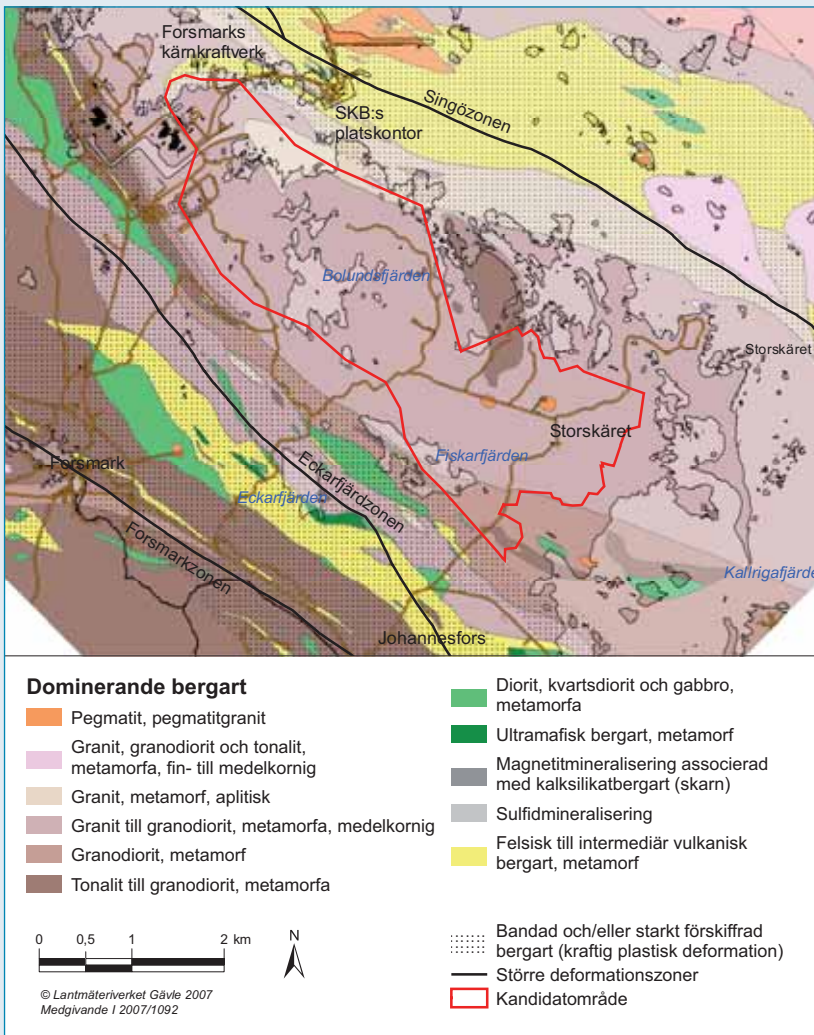 Forsmarks
kärnkraftverk
SKB:s
platskontor
Singözonen
Bolundsfjärden
Storskäret
Storskäret
Fiskarfjärden
Forsmark
Eckarfjärden
Eckarfjärdzonen
Forsmarkzonen
Kallrigafjärde
Johannesfors
Dominerande bergart
Pegmatit, pegmatitgranit
Granit, granodiorit och tonalit,
metamorfa, fin- till medelkornig
Granit, metamorf, aplitisk
Granit till granodiorit, metamorfa, medelkornig
Granodiorit, metamorf
Tonalit till granodiorit, metamorfa
Diorit, kvartsdiorit och gabbro,
metamorfa
Ultramafisk bergart, metamorf
Magnetitmineralisering associerad
med kalksilikatbergart (skarn)
Sulfidmineralisering
Felsisk till intermediär vulkanisk
bergart, metamorf
0 0,5 1 2 km
N
© Lantmäteriverket Gävle 2007
Medgivande I 2007/1092
Bandad och/eller starkt förskiffrad
bergart (kraftig plastisk deformation)
Större deformationszoner
Kandidatområde